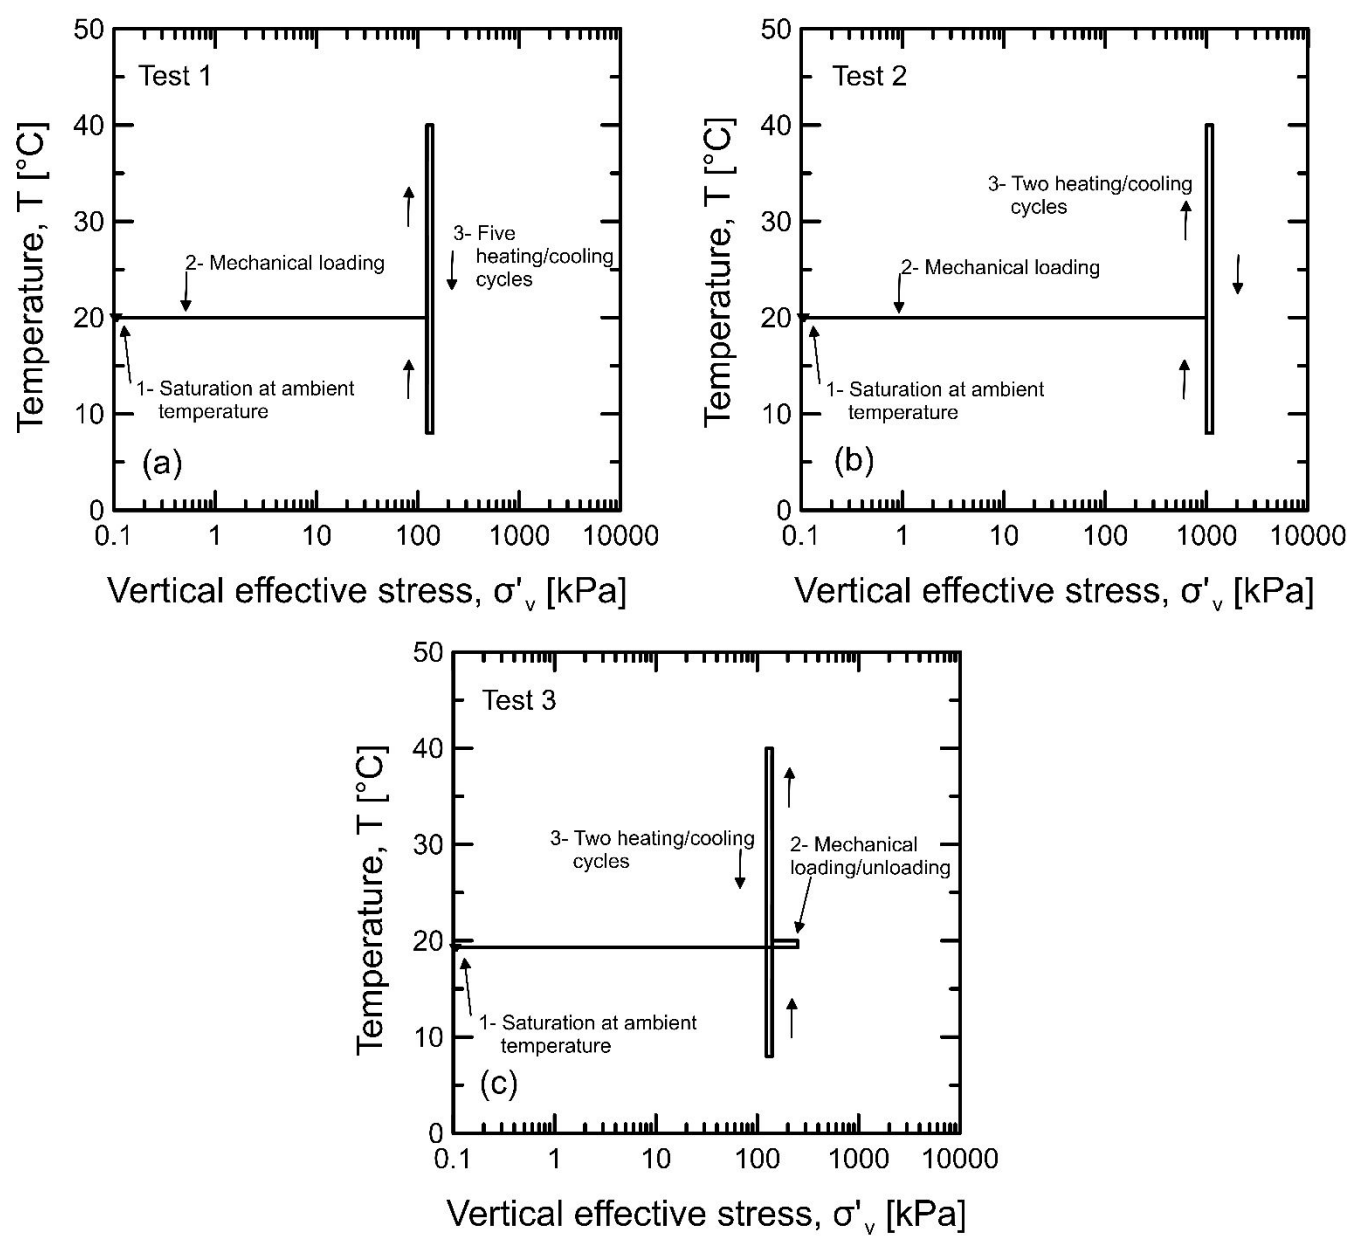 Test 1
Temperature, T [°C]
50
40
30
20
10
0
2- Mechanical loading
3- Five
heating/cooling
cycles
1- Saturation at ambient
temperature
(a)
0.1 1 10 100 1000 10000
Vertical effective stress, σ'v [kPa]
Test 2
Temperature, T [°C]
50
40
30
20
10
0
3- Two heating/cooling
cycles
2- Mechanical loading
1- Saturation at ambient
temperature
(b)
0.1 1 10 100 1000 10000
Vertical effective stress, σ'v [kPa]
Test 3
Temperature, T [°C]
50
40
30
20
10
0
3- Two heating/cooling
cycles
2- Mechanical
loading/unloading
1- Saturation at ambient
temperature
(c)
0.1 1 10 100 1000 10000
Vertical effective stress, σ'v [kPa]